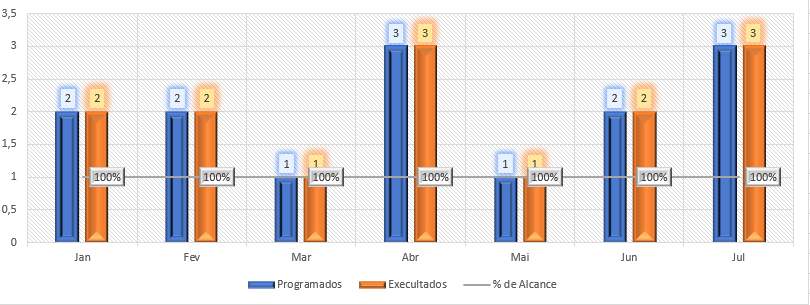 3,5
3
2,5
2
1,5
1
0,5
0
2 2 2 2 1 1 3 3 1 1 2 2 3 3
100% 100% 100% 100% 100% 100% 100%
Jan Fev Mar Abr Mai Jun Jul
Programados Execultados % de Alcance